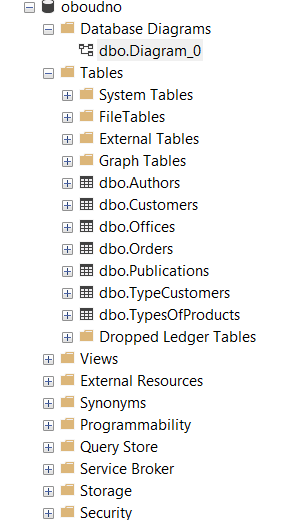 oboudno
Database Diagrams
dbo.Diagram_0
Tables
System Tables
FileTables
External Tables
Graph Tables
dbo.Authors
dbo.Customers
dbo.Offices
dbo.Orders
dbo.Publications
dbo.TypeCustomers
dbo.TypesOfProducts
Dropped Ledger Tables
Views
External Resources
Synonyms
Programmability
Query Store
Service Broker
Storage
Security